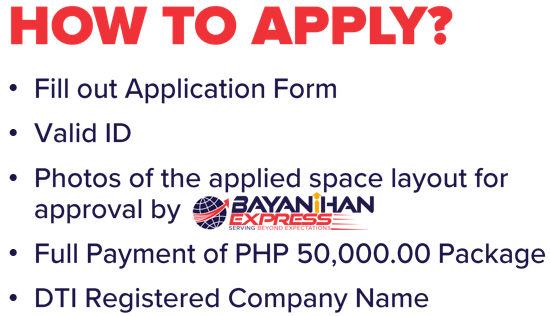 HOW TO APPLY?
• Fill out Application Form
• Valid ID
• Photos of the applied space layout for
approval by BAYANIHAN
EXPRESS
SERVING BEYOND EXPECTATIONS
• Full Payment of PHP 50,000.00 Package
• DTI Registered Company Name